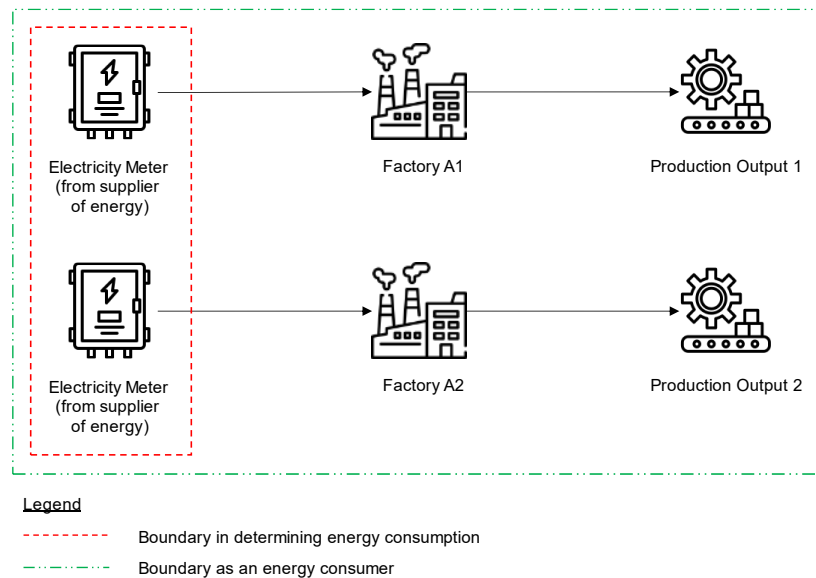 Electricity Meter
(from supplier
of energy)
Factory A1
Production Output 1
Electricity Meter
(from supplier
of energy)
Factory A2
Production Output 2
Legend
Boundary in determining energy consumption
Boundary as an energy consumer